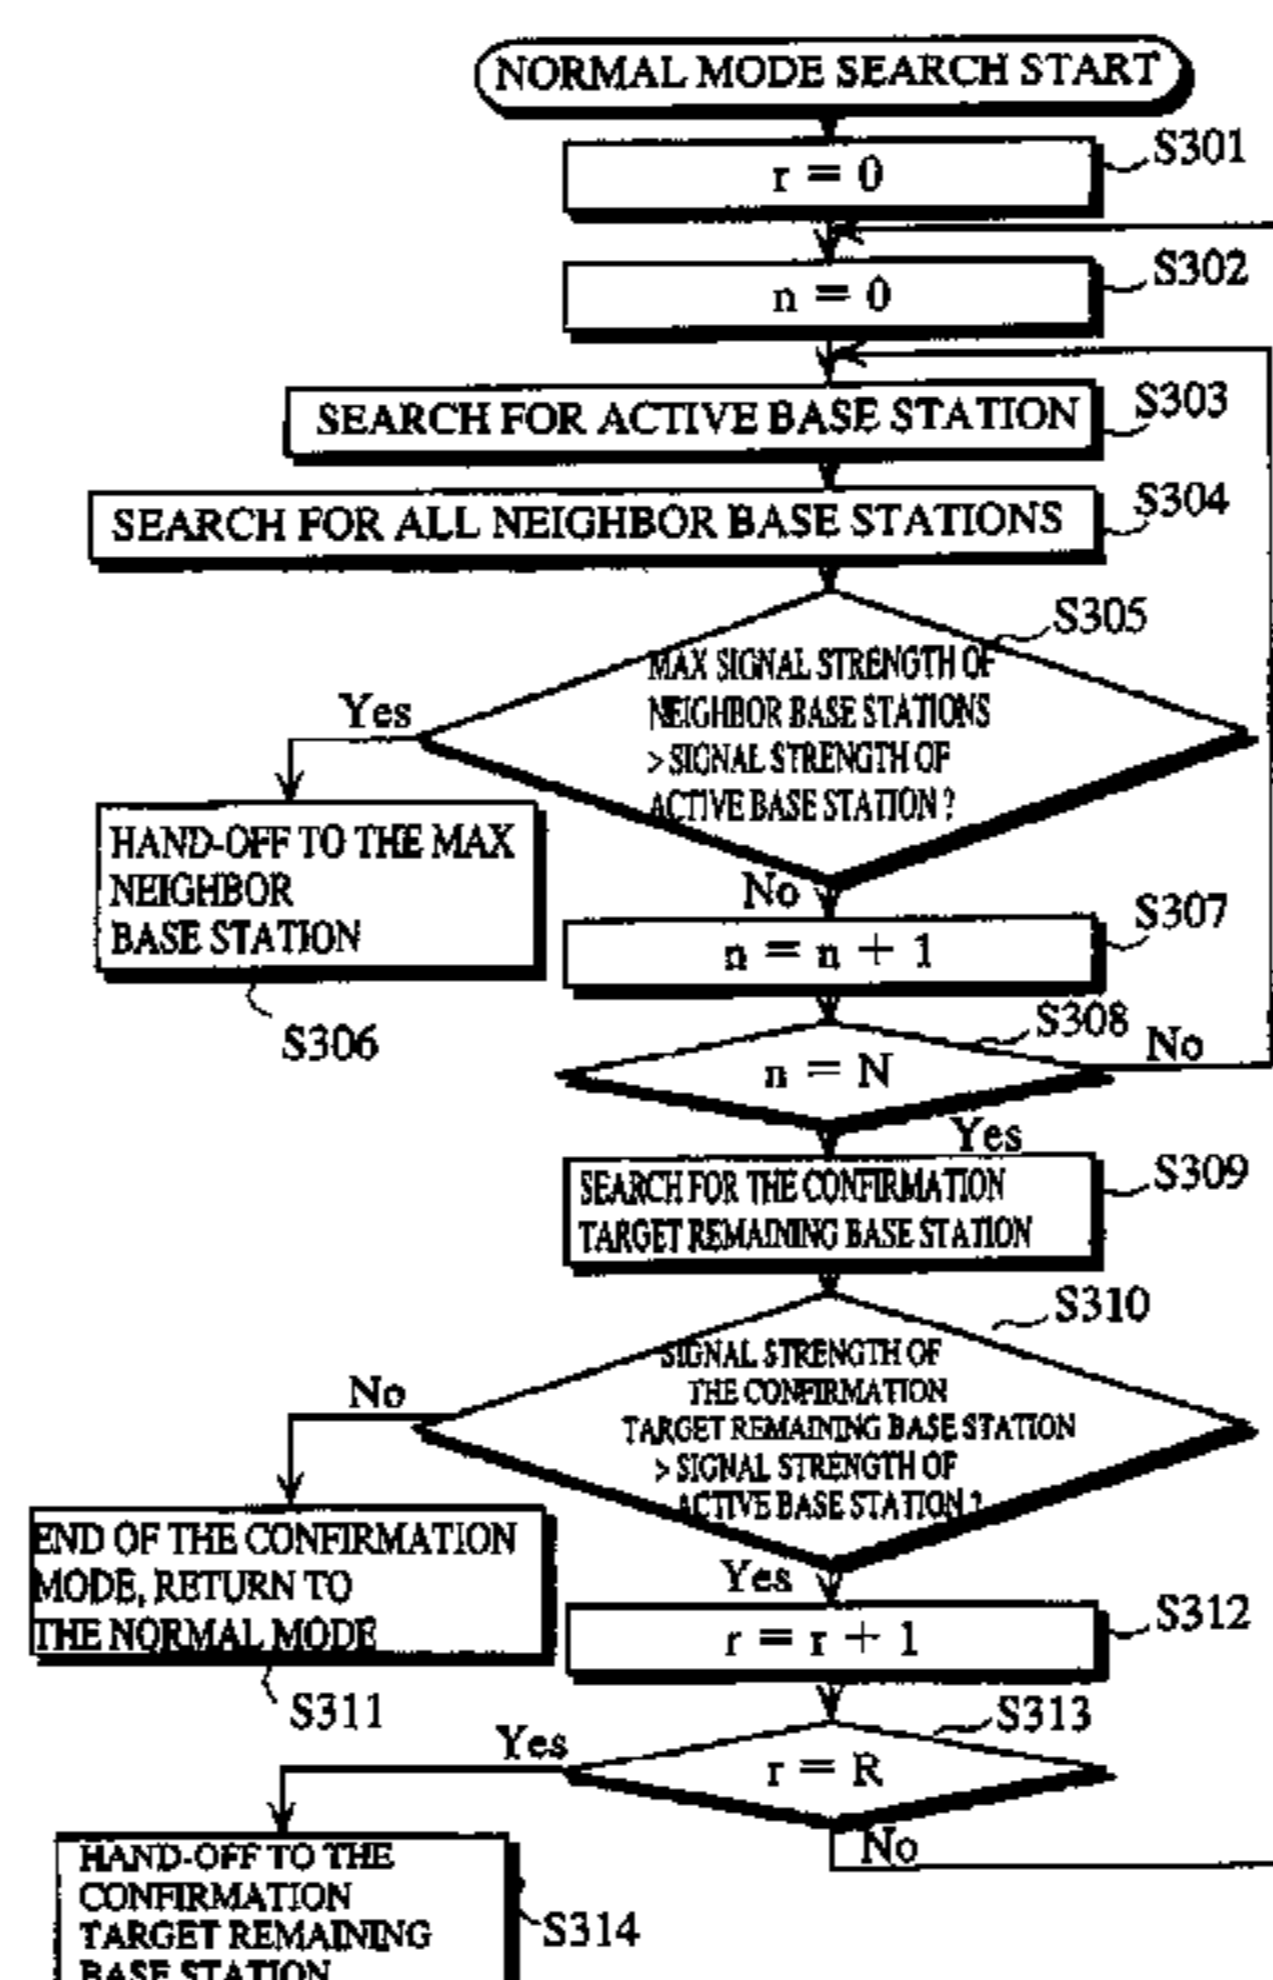 NORMAL MODE SEARCH START
S301
r = 0
S302
n = 0
S303
SEARCH FOR ACTIVE BASE STATION
S304
SEARCH FOR ALL NEIGHBOR BASE STATIONS
S305
MAX SIGNAL STRENGTH OF
NEIGHBOR BASE STATIONS
> SIGNAL STRENGTH OF
ACTIVE BASE STATION ?
Yes
HAND-OFF TO THE MAX
NEIGHBOR
BASE STATION
S306
No
S307
n = n + 1
S308
n = N
No
Yes
S309
SEARCH FOR THE CONFIRMATION
TARGET REMAINING BASE STATION
S310
SIGNAL STRENGTH OF
THE CONFIRMATION
TARGET REMAINING BASE STATION
> SIGNAL STRENGTH OF
ACTIVE BASE STATION ?
No
END OF THE CONFIRMATION
MODE, RETURN TO
THE NORMAL MODE
S311
Yes
S312
r = r + 1
S313
r = R
Yes
No
HAND-OFF TO THE
CONFIRMATION
TARGET REMAINING
BASE STATION
S314